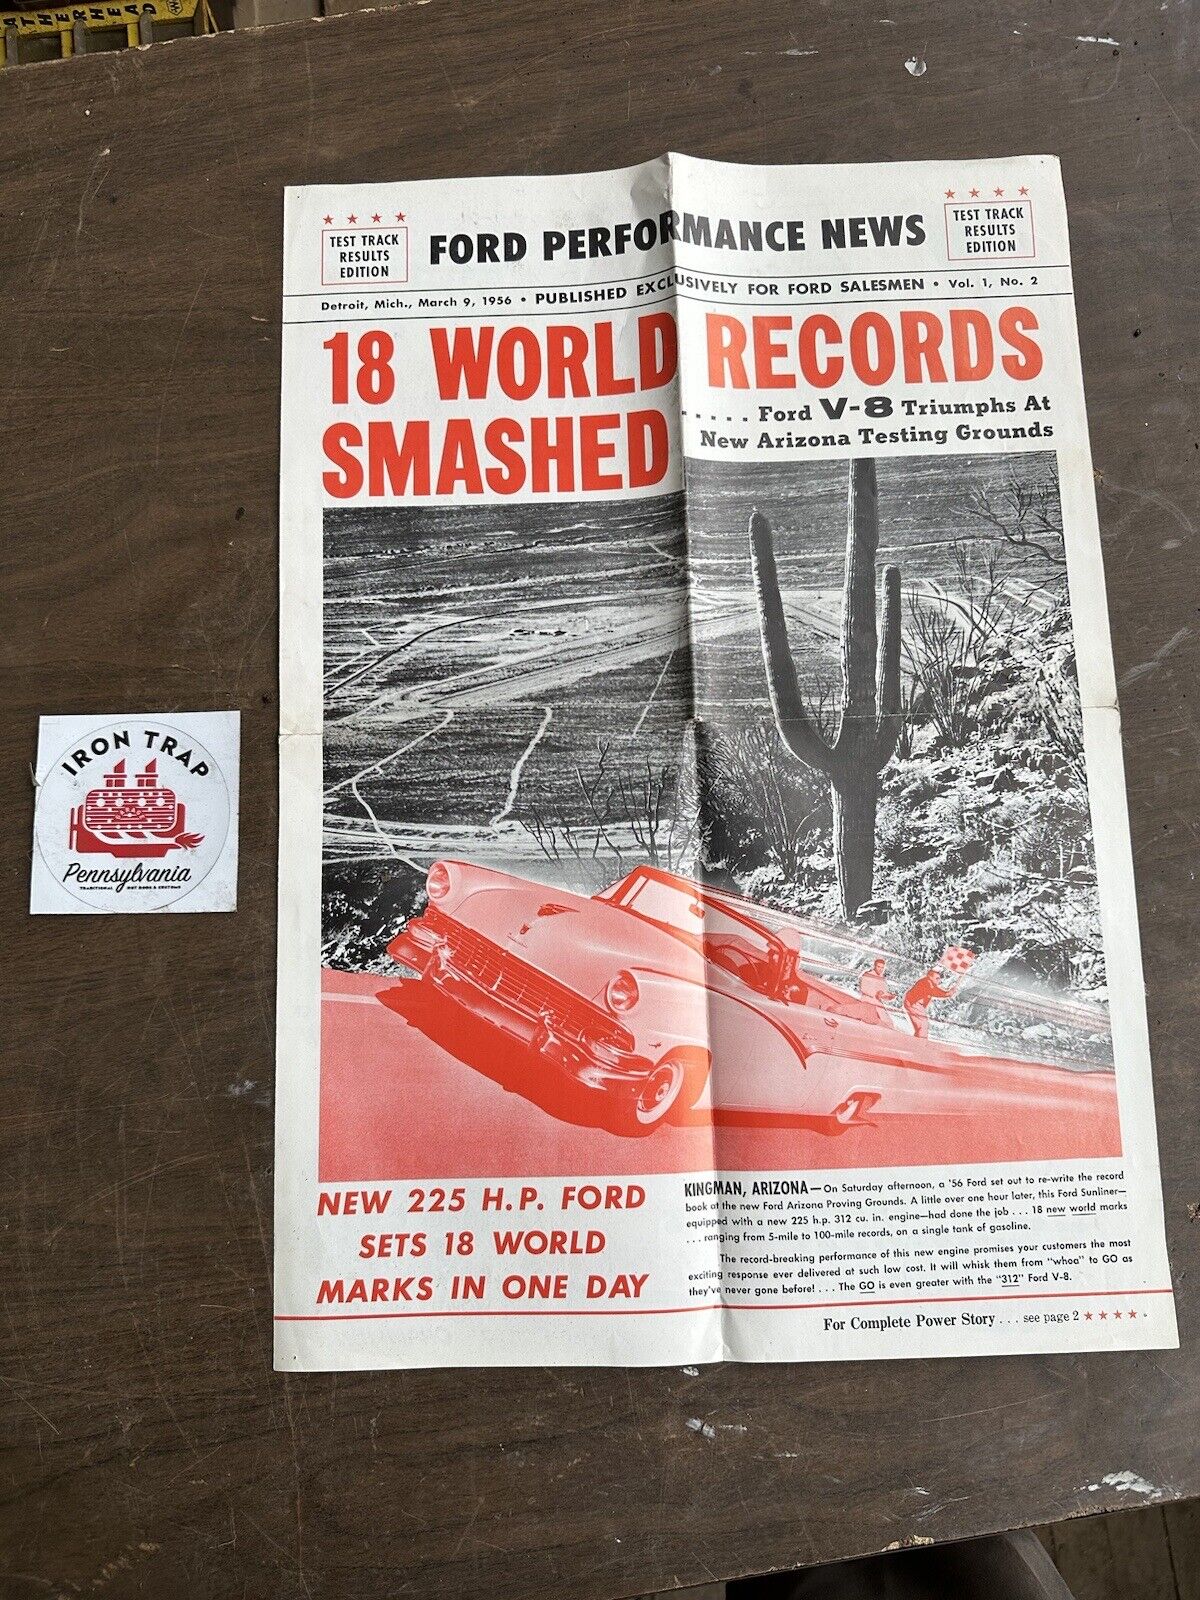 WEATHERHEAD
TEST TRACK
RESULTS
EDITION
FORD PERFORMANCE NEWS
TEST TRACK
RESULTS
EDITION
Detroit, Mich., March 9, 1956 • PUBLISHED EXCLUSIVELY FOR FORD SALESMEN • Vol. 1, No. 2
18 WORLD RECORDS
SMASHED
. . . . . Ford V-8 Triumphs At
New Arizona Testing Grounds
IRON TRAP
Pennsylvania
TRADITIONAL HOT RODS & CUSTOMS
NEW 225 H.P. FORD
SETS 18 WORLD
MARKS IN ONE DAY
KINGMAN, ARIZONA—On Saturday afternoon, a '56 Ford set out to re-write the record
book at the new Ford Arizona Proving Grounds. A little over one hour later, this Ford Sunliner—
equipped with a new 225 h.p. 312 cu. in. engine—had done the job . . . 18 new world marks
. . . ranging from 5-mile to 100-mile records, on a single tank of gasoline.
The record-breaking performance of this new engine promises your customers the most
exciting response ever delivered at such low cost. It will whisk them from "whoa" to GO as
they've never gone before! . . . The GO is even greater with the "312" Ford V-8.
For Complete Power Story . . . see page 2